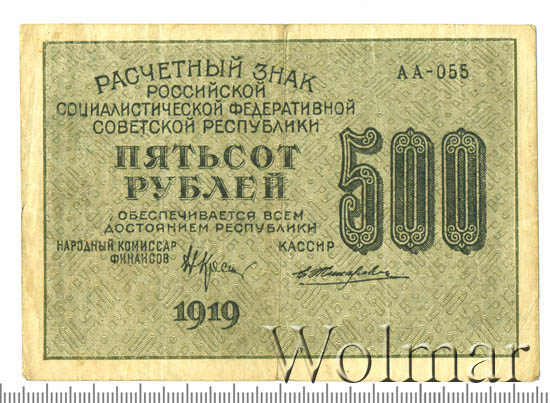 РАСЧЕТНЫЙ ЗНАК
РОССИЙСКОЙ
СОЦИАЛИСТИЧЕСКОЙ ФЕДЕРАТИВНОЙ
СОВЕТСКОЙ РЕСПУБЛИКИ
АА-055
ПЯТЬСОТ
РУБЛЕЙ
500
ОБЕСПЕЧИВАЕТСЯ ВСЕМ
ДОСТОЯНИЕМ РЕСПУБЛИКИ
НАРОДНЫЙ КОМИССАР
ФИНАНСОВ
КАССИР
1919
Wolmar